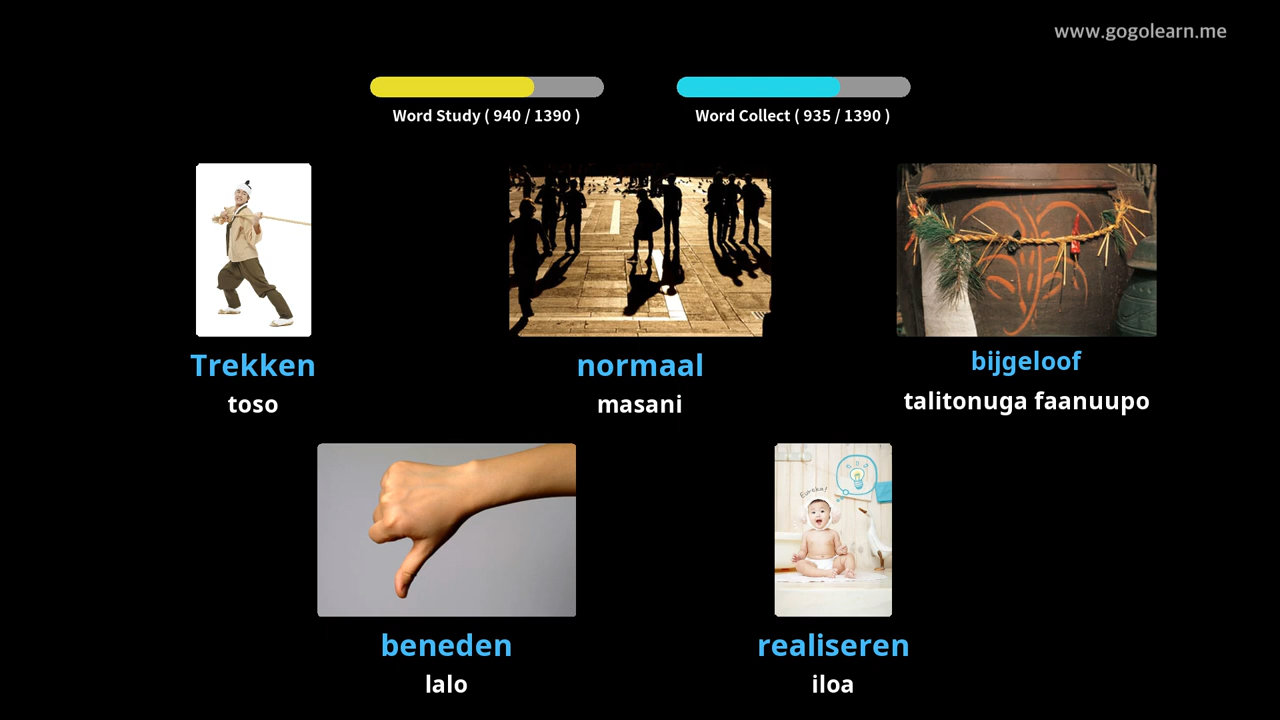 www.gogolearn.me
Word Study ( 940 / 1390 )
Word Collect ( 935 / 1390 )
Trekken
toso
normaal
masani
bijgeloof
talitonuga faanuupo
Eureka!
beneden
lalo
realiseren
iloa